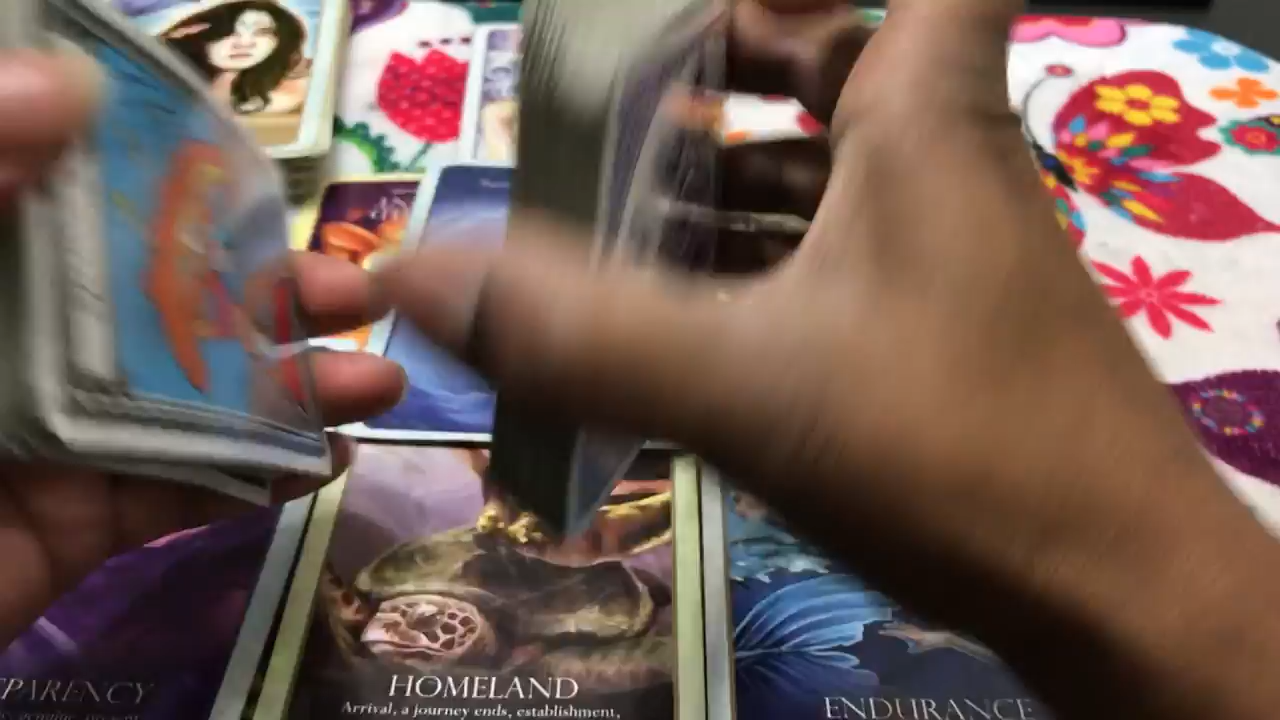 PARENCY
HOMELAND
Arrival, a journey ends, establishment,
ENDURANCE